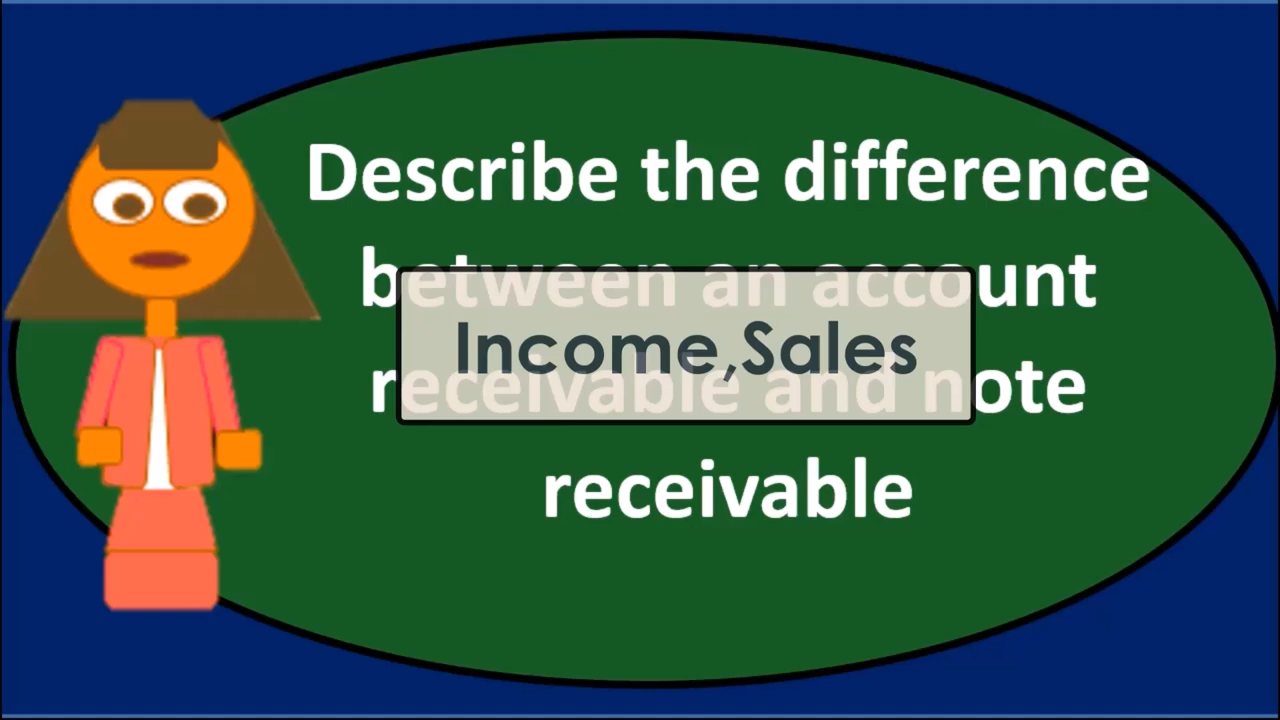 Describe the difference
between an account
Income,Sales
receivable and note
receivable